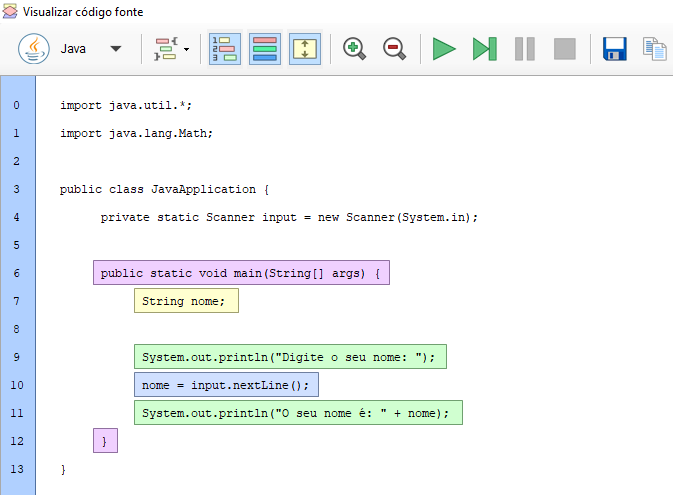 Visualizar código fonte
Java
0 import java.util.*;
1 import java.lang.Math;
2
3 public class JavaApplication {
4 private static Scanner input = new Scanner(System.in);
5
6 public static void main(String[] args) {
7 String nome;
8
9 System.out.println("Digite o seu nome: ");
10 nome = input.nextLine();
11 System.out.println("O seu nome é: " + nome);
12 }
13 }